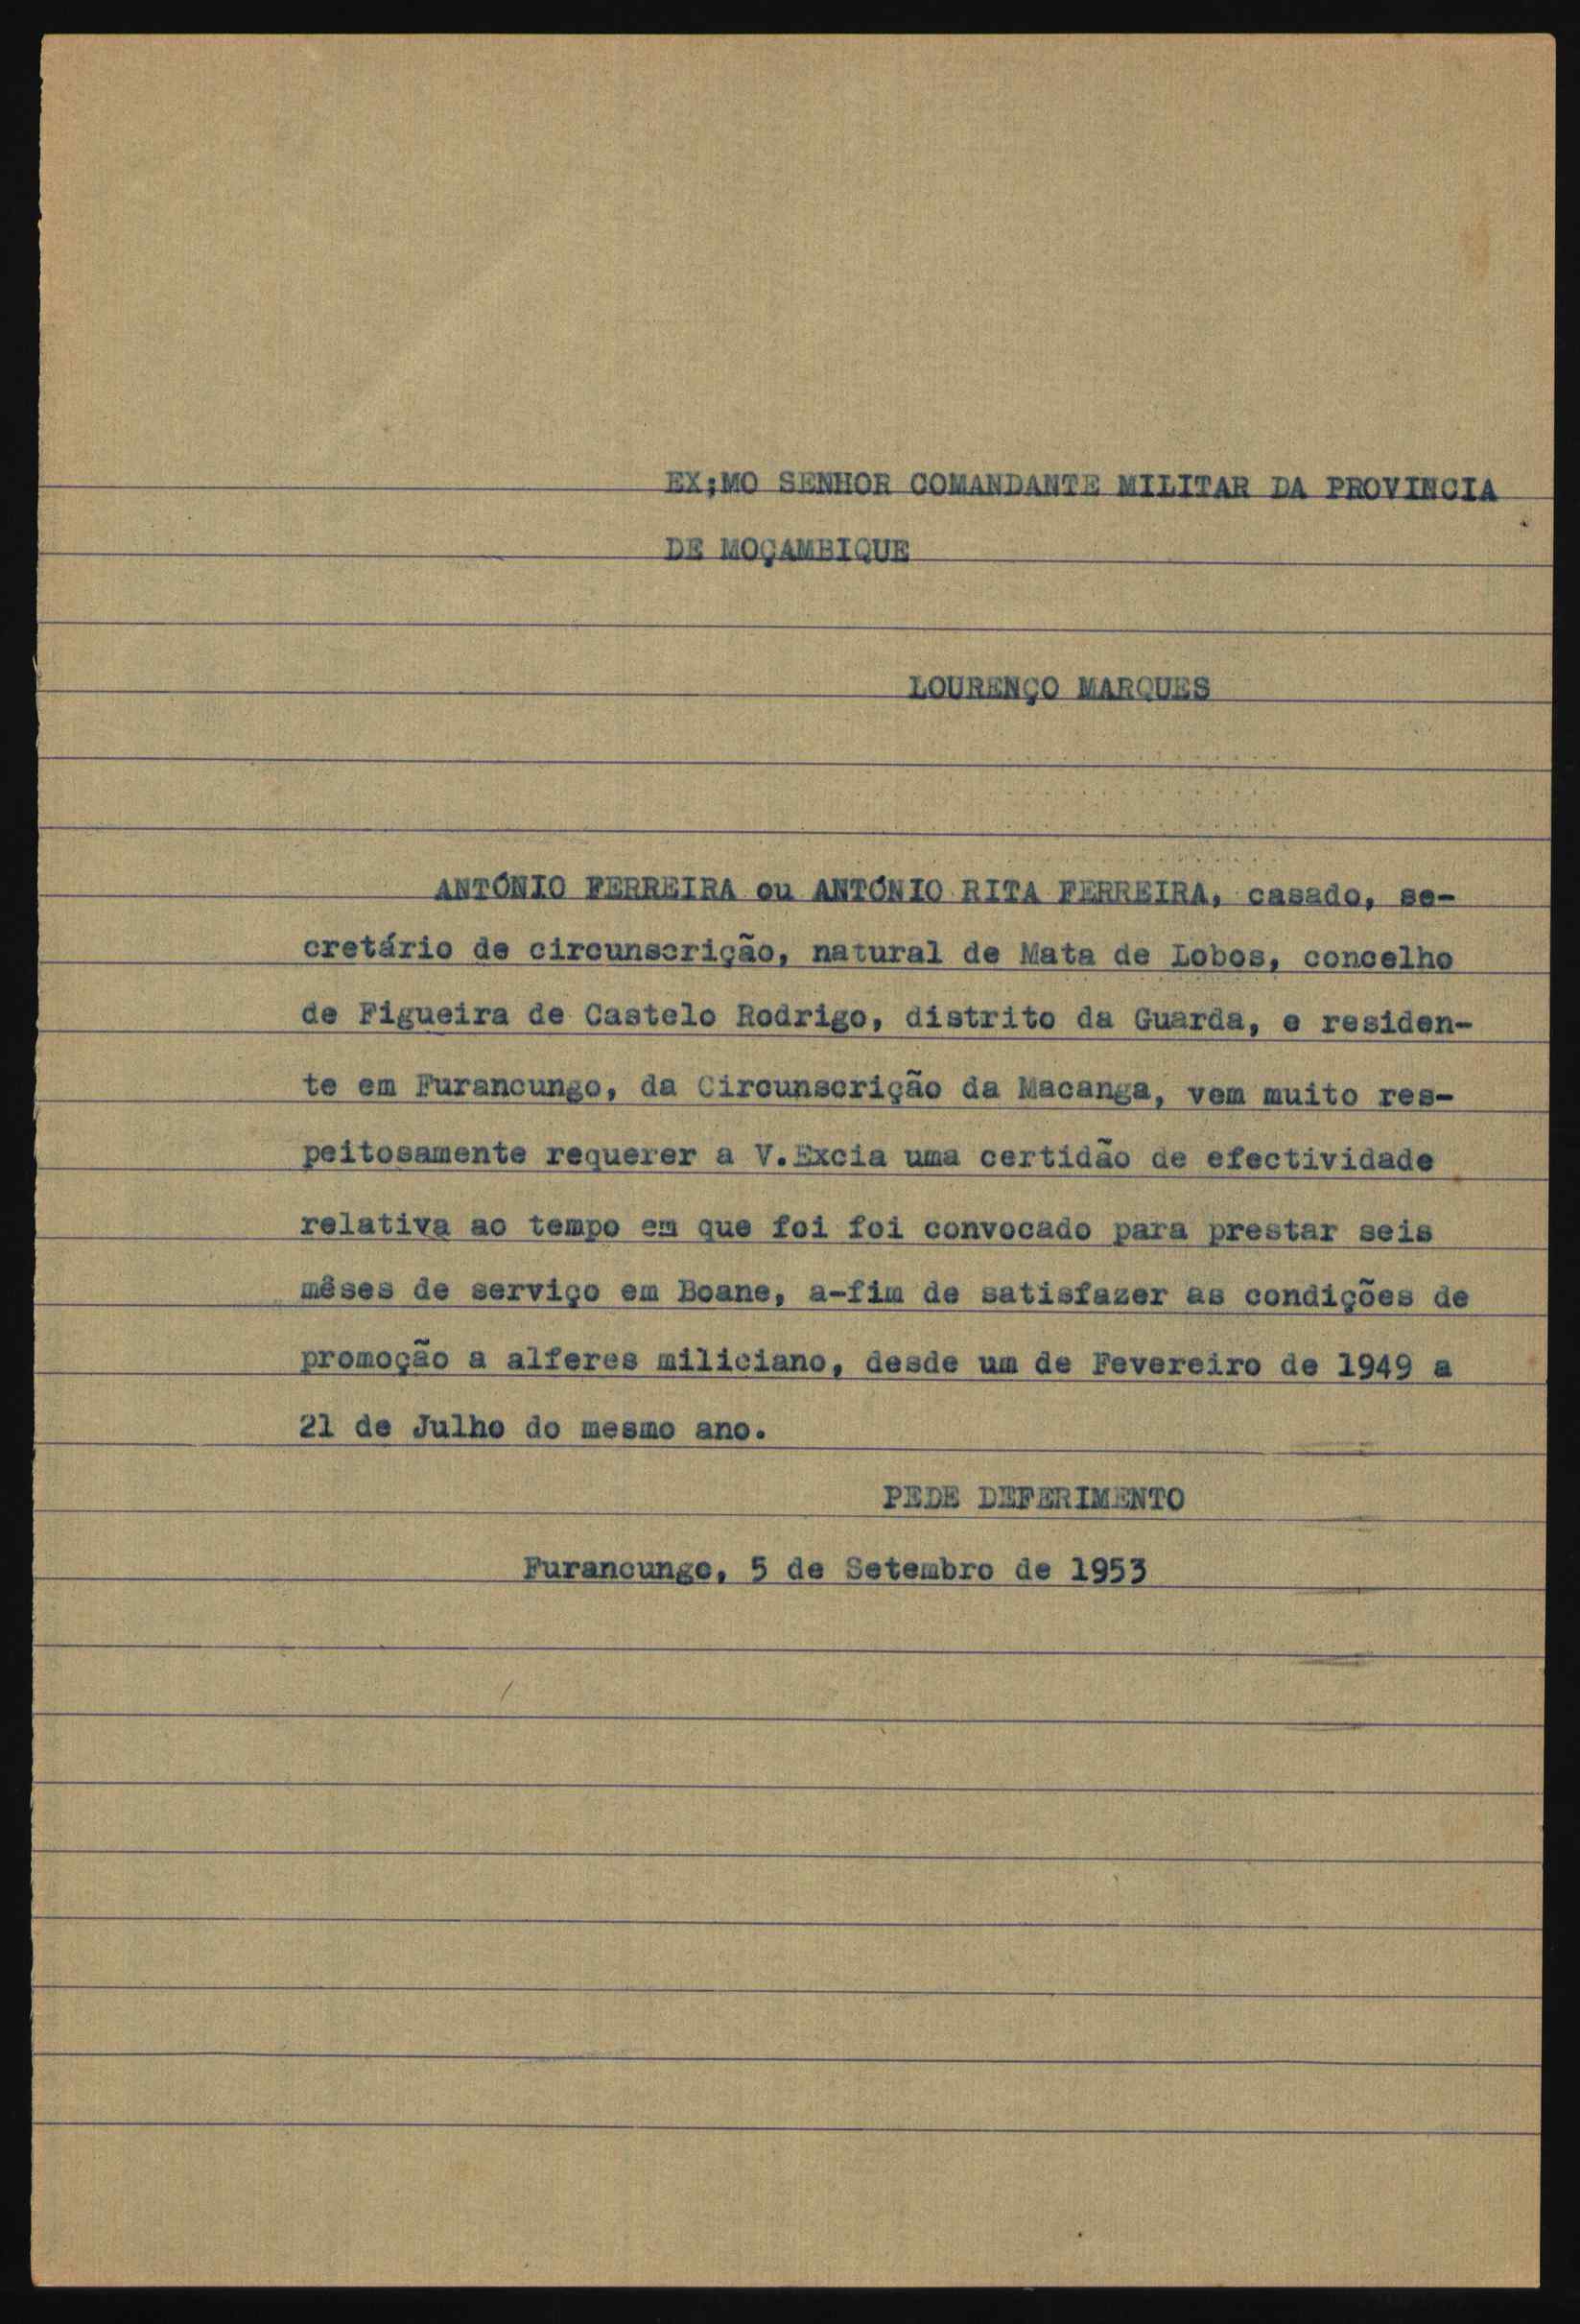 EX;MO SENHOR COMANDANTE MILITAR DA PROVINCIA
DE MOÇAMBIQUE
LOURENÇO MARQUES
ANTÓNIO FERREIRA ou ANTÓNIO RITA FERREIRA, casado, se-
cretário de circunscrição, natural de Mata de Lobos, concelho
de Figueira de Castelo Rodrigo, distrito da Guarda, e residen-
te em Furancungo, da Circunscrição da Macanga, vem muito res-
peitosamente requerer a V.Excia uma certidão de efectividade
relativa ao tempo em que foi foi convocado para prestar seis
mêses de serviço em Boane, a-fim de satisfazer as condições de
promoção a alferes miliciano, desde um de Fevereiro de 1949 a
21 de Julho do mesmo ano.
PEDE DEFERIMENTO
Furancungo, 5 de Setembro de 1953